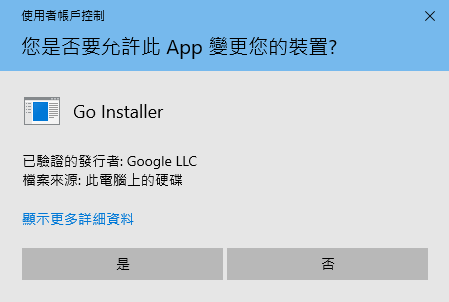 使用者帳戶控制
您是否要允許此 App 變更您的裝置?
Go Installer
已驗證的發行者: Google LLC
檔案來源: 此電腦上的硬碟
顯示更多詳細資料
是
否